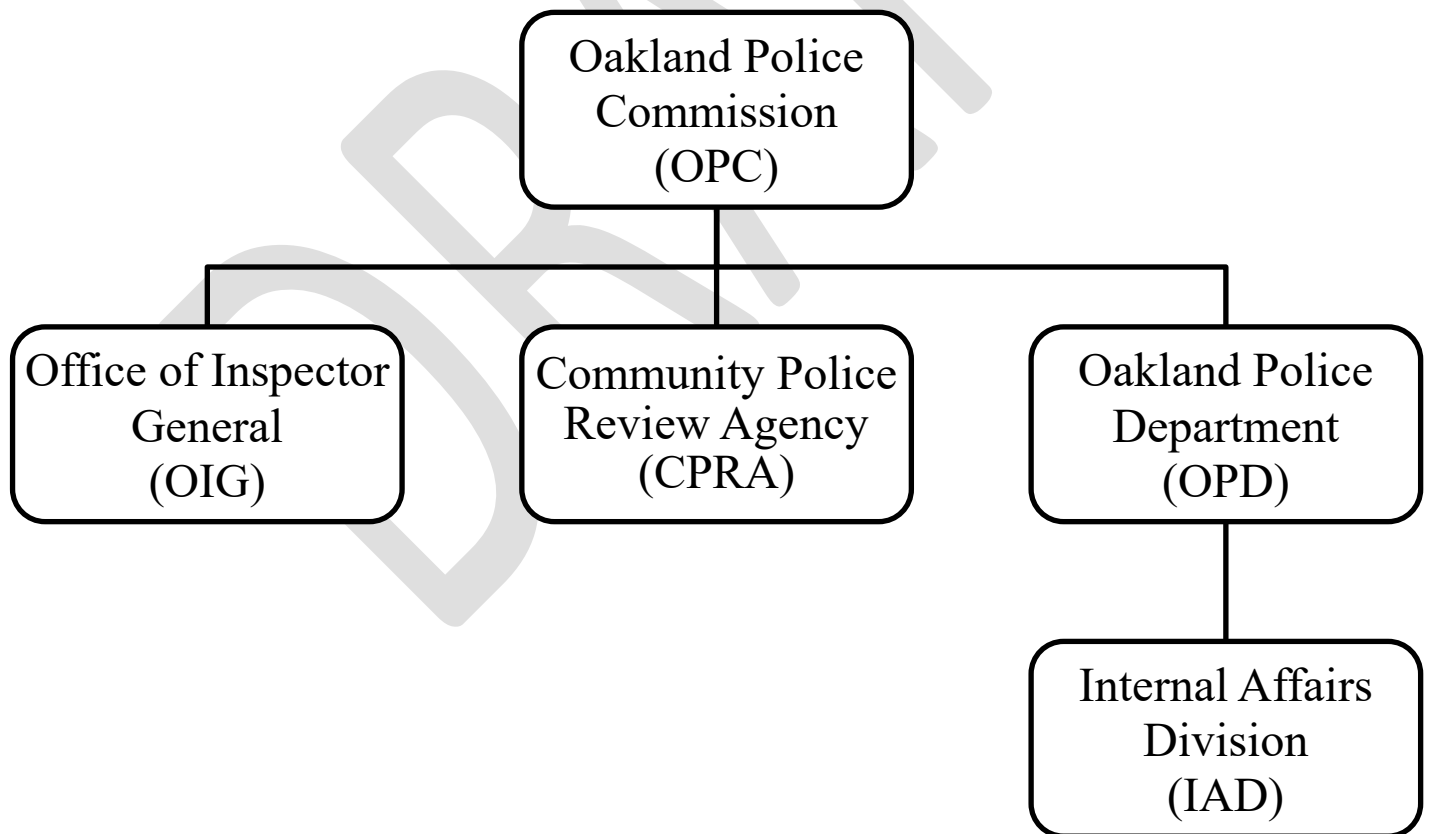 Oakland Police
Commission
(OPC)
Office of Inspector
General
(OIG)
Community Police
Review Agency
(CPRA)
Oakland Police
Department
(OPD)
Internal Affairs
Division
(IAD)
DRAFT